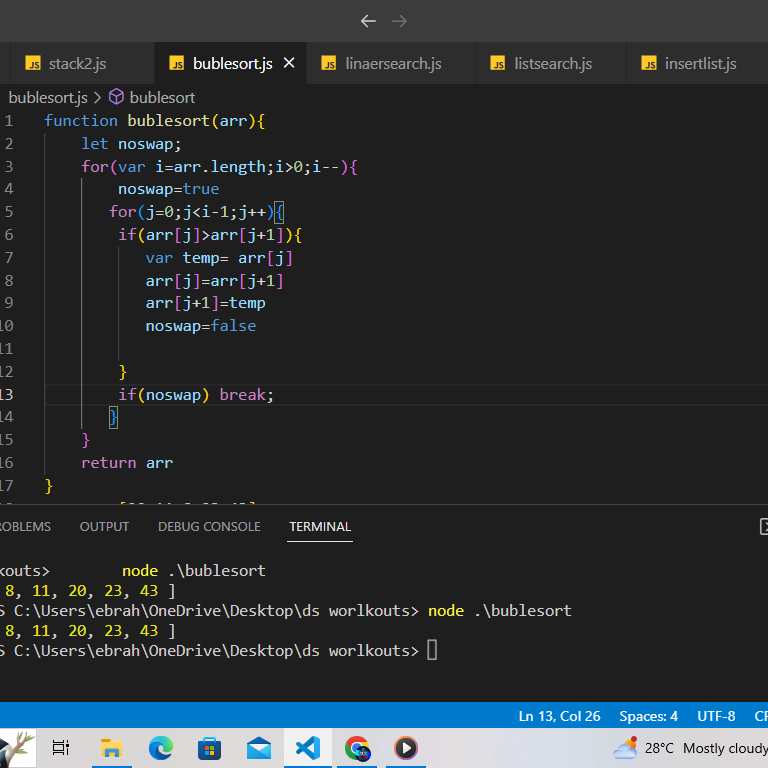 ← →
JS stack2.js JS bublesort.js × JS linaersearch.js JS listsearch.js JS insertlist.js
bublesort.js > bublesort
1 function bublesort(arr){
2 let noswap;
3 for(var i=arr.length;i>0;i--){
4 noswap=true
5 for(j=0;j<i-1;j++){
6 if(arr[j]>arr[j+1]){
7 var temp= arr[j]
8 arr[j]=arr[j+1]
9 arr[j+1]=temp
10 noswap=false
11
12 }
13 if(noswap) break;
14 }
15 }
16 return arr
17 }
ROBLEMS OUTPUT DEBUG CONSOLE TERMINAL
kouts> node .\bublesort
8, 11, 20, 23, 43 ]
S C:\Users\ebrah\OneDrive\Desktop\ds worlkouts> node .\bublesort
8, 11, 20, 23, 43 ]
S C:\Users\ebrah\OneDrive\Desktop\ds worlkouts>
Ln 13, Col 26 Spaces: 4 UTF-8 CR
28°C Mostly cloudy